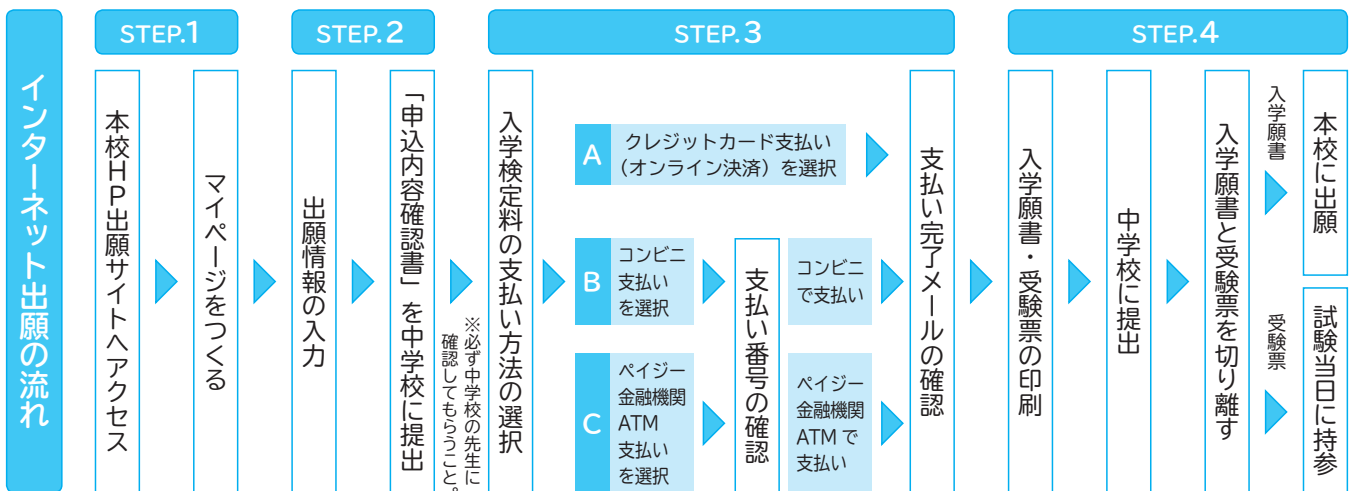 インターネット出願の流れ
STEP.1
本校HP出願サイトへアクセス
マイページをつくる
STEP.2
出願情報の入力
「申込内容確認書」を中学校に提出
※必ず中学校の先生に
確認してもらうこと。
STEP.3
入学検定料の支払い方法の選択
A
クレジットカード支払い
（オンライン決済）を選択
B
コンビニ
支払い
を選択
C
ペイジー
金融機関
ATM
支払い
を選択
支払い番号の確認
コンビニ
で支払い
ペイジー
金融機関
ATMで
支払い
支払い完了メールの確認
STEP.4
入学願書・受験票の印刷
中学校に提出
入学願書と受験票を切り離す
入学願書
本校に出願
受験票
試験当日に持参